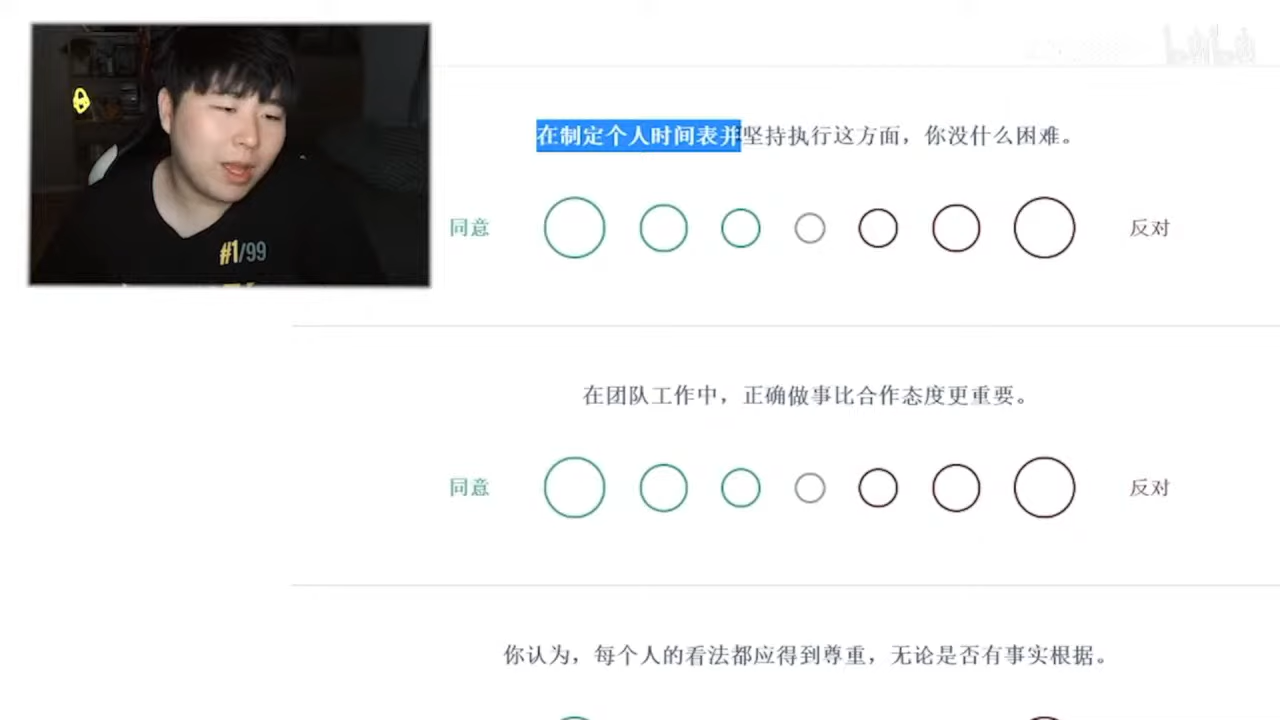 bilibili
在制定个人时间表并坚持执行这方面，你没什么困难。
#1/99
同意
反对
在团队工作中，正确做事比合作态度更重要。
同意
反对
你认为，每个人的看法都应得到尊重，无论是否有事实根据。